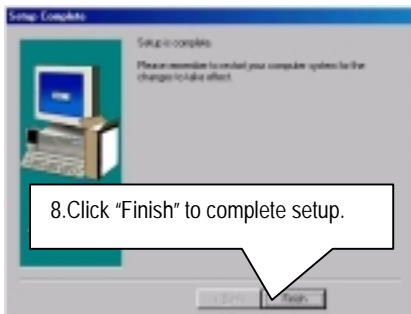 Setup Complete
Setup is complete.
Please remember to restart your computer system for the
changes to take effect.
8.Click “Finish” to complete setup.
< Back Finish